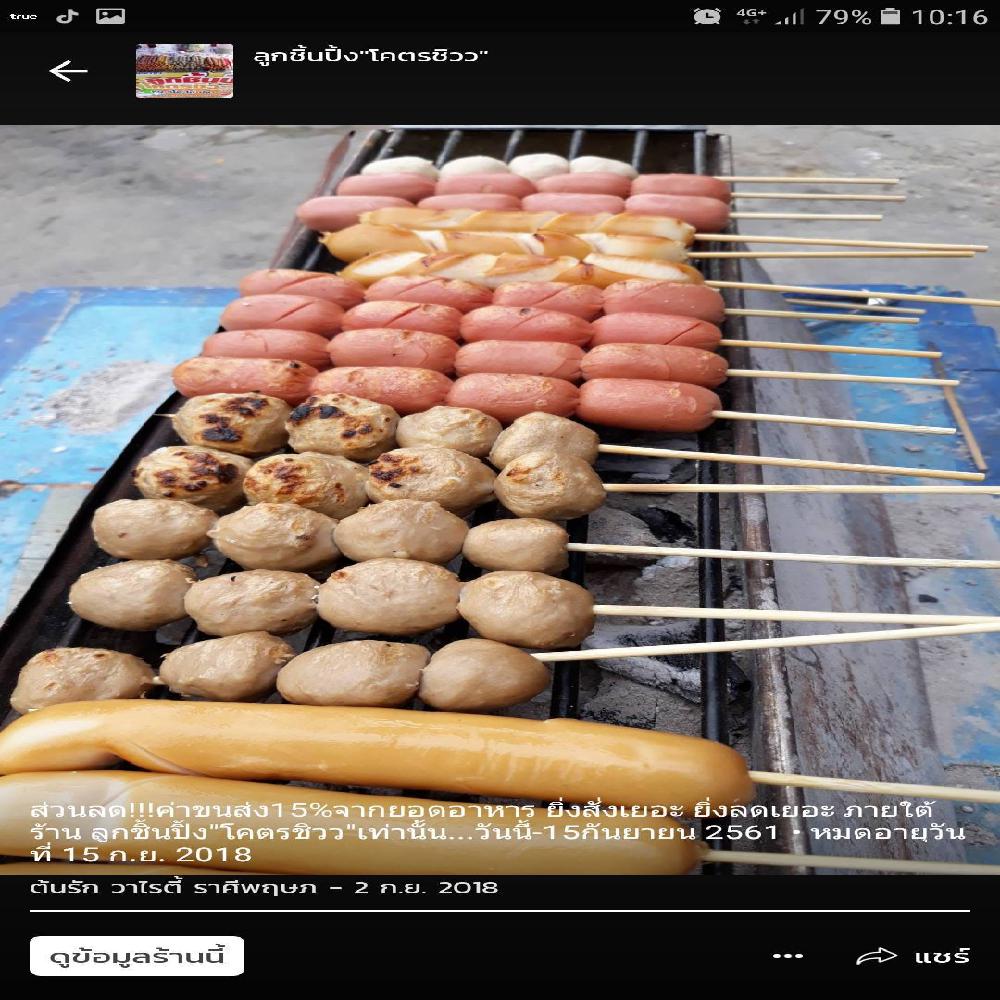 true 4G+ 79% 10:16
ลูกชิ้นปิ้ง"โคตรชิวว"
ส่วนลด!!!ค่าขนส่ง15%จากยอดอาหาร ยิ่งสั่งเยอะ ยิ่งลดเยอะ ภายใต้
ร้าน ลูกชิ้นปิ้ง"โคตรชิวว"เท่านั้น...วันนี้-15กันยายน 2561 • หมดอายุวัน
ที่ 15 ก.ย. 2018
ต้นรัก วาไรตี้ ราศีพฤษภ - 2 ก.ย. 2018
ดูข้อมูลร้านนี้ ••• แชร์